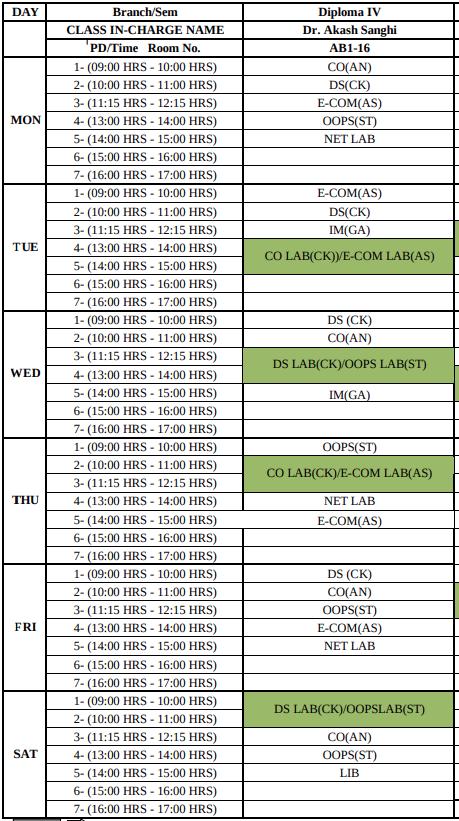 DAY Branch/Sem Diploma IV
CLASS IN-CHARGE NAME Dr. Akash Sanghi
PD/Time Room No. AB1-16
MON
1- (09:00 HRS - 10:00 HRS) CO(AN)
2- (10:00 HRS - 11:00 HRS) DS(CK)
3- (11:15 HRS - 12:15 HRS) E-COM(AS)
4- (13:00 HRS - 14:00 HRS) OOPS(ST)
5- (14:00 HRS - 15:00 HRS) NET LAB
6- (15:00 HRS - 16:00 HRS)
7- (16:00 HRS - 17:00 HRS)
TUE
1- (09:00 HRS - 10:00 HRS) E-COM(AS)
2- (10:00 HRS - 11:00 HRS) DS(CK)
3- (11:15 HRS - 12:15 HRS) IM(GA)
4- (13:00 HRS - 14:00 HRS) CO LAB(CK))/E-COM LAB(AS)
5- (14:00 HRS - 15:00 HRS)
6- (15:00 HRS - 16:00 HRS)
7- (16:00 HRS - 17:00 HRS)
WED
1- (09:00 HRS - 10:00 HRS) DS (CK)
2- (10:00 HRS - 11:00 HRS) CO(AN)
3- (11:15 HRS - 12:15 HRS) DS LAB(CK)/OOPS LAB(ST)
4- (13:00 HRS - 14:00 HRS)
5- (14:00 HRS - 15:00 HRS) IM(GA)
6- (15:00 HRS - 16:00 HRS)
7- (16:00 HRS - 17:00 HRS)
THU
1- (09:00 HRS - 10:00 HRS) OOPS(ST)
2- (10:00 HRS - 11:00 HRS) CO LAB(CK)/E-COM LAB(AS)
3- (11:15 HRS - 12:15 HRS)
4- (13:00 HRS - 14:00 HRS) NET LAB
5- (14:00 HRS - 15:00 HRS) E-COM(AS)
6- (15:00 HRS - 16:00 HRS)
7- (16:00 HRS - 17:00 HRS)
FRI
1- (09:00 HRS - 10:00 HRS) DS (CK)
2- (10:00 HRS - 11:00 HRS) CO(AN)
3- (11:15 HRS - 12:15 HRS) OOPS(ST)
4- (13:00 HRS - 14:00 HRS) E-COM(AS)
5- (14:00 HRS - 15:00 HRS) NET LAB
6- (15:00 HRS - 16:00 HRS)
7- (16:00 HRS - 17:00 HRS)
SAT
1- (09:00 HRS - 10:00 HRS) DS LAB(CK)/OOPSLAB(ST)
2- (10:00 HRS - 11:00 HRS)
3- (11:15 HRS - 12:15 HRS) CO(AN)
4- (13:00 HRS - 14:00 HRS) OOPS(ST)
5- (14:00 HRS - 15:00 HRS) LIB
6- (15:00 HRS - 16:00 HRS)
7- (16:00 HRS - 17:00 HRS)